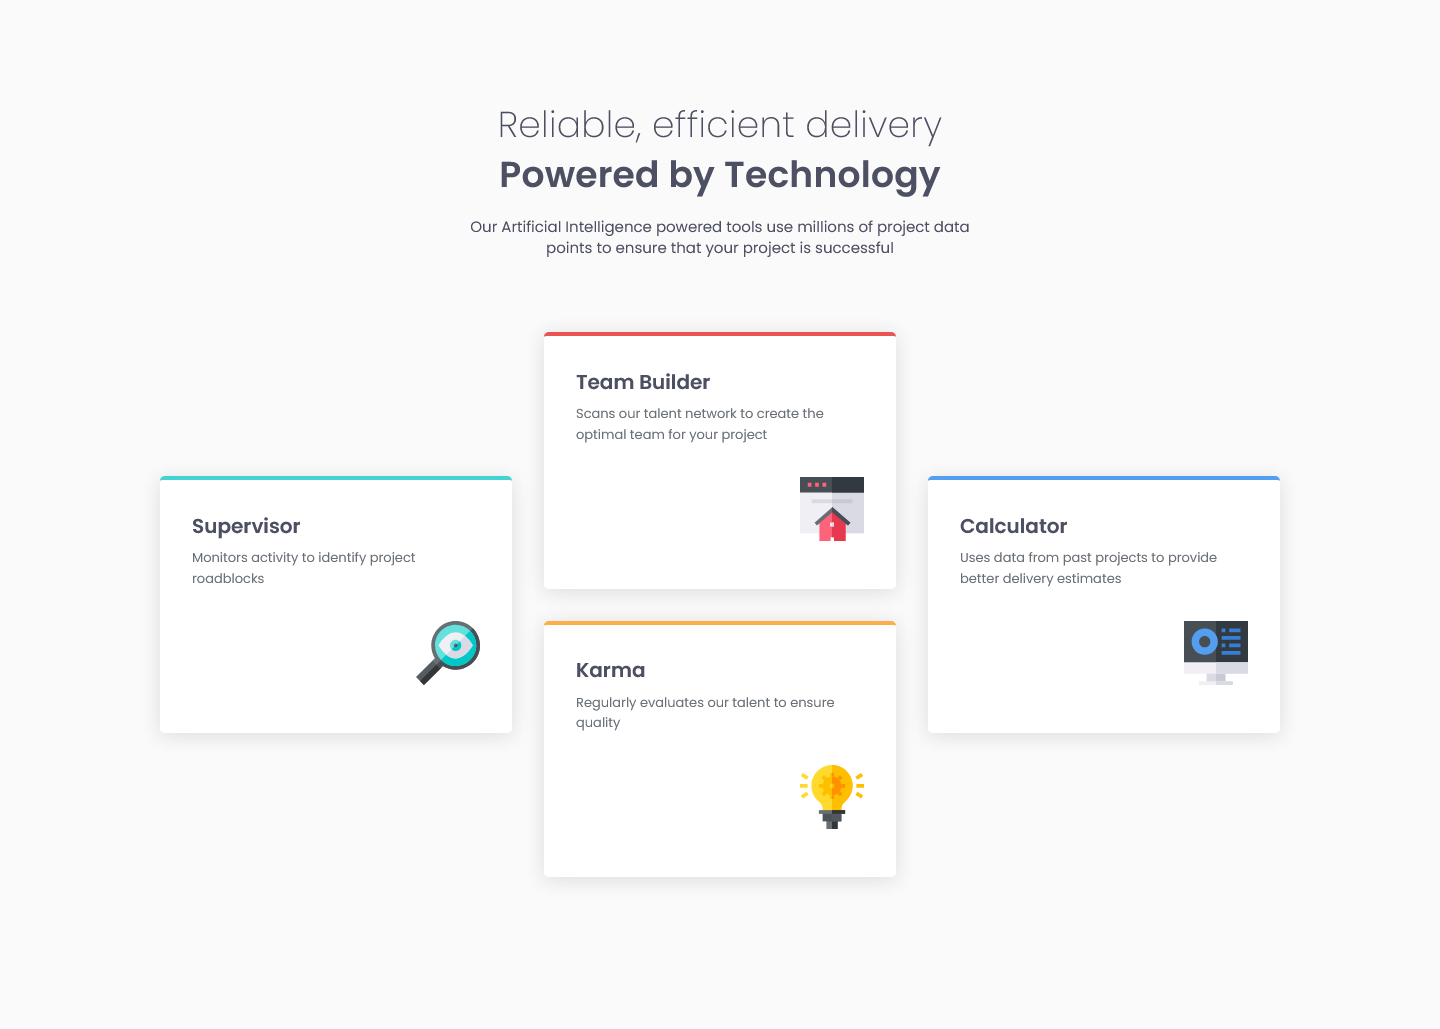 Reliable, efficient delivery
Powered by Technology
Our Artificial Intelligence powered tools use millions of project data
points to ensure that your project is successful
Team Builder
Scans our talent network to create the
optimal team for your project
Supervisor
Monitors activity to identify project
roadblocks
Calculator
Uses data from past projects to provide
better delivery estimates
Karma
Regularly evaluates our talent to ensure
quality